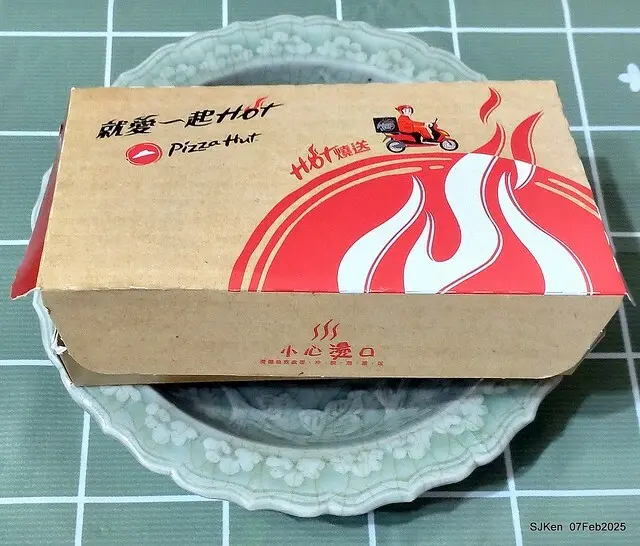 就愛一起Hot
Pizza Hut
Hot燒送
小心燙口
SJKen 07Feb2025